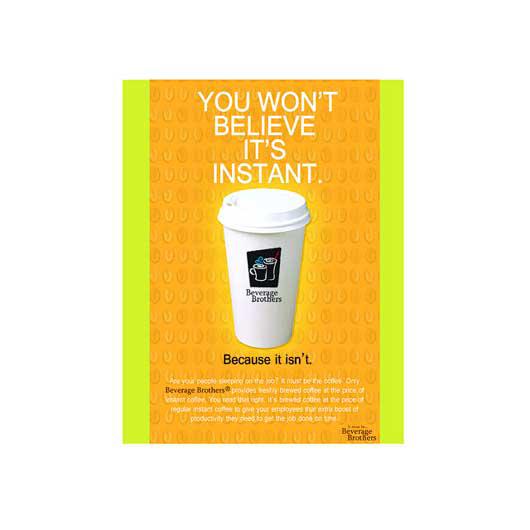 YOU WON'T
BELIEVE
IT'S
INSTANT.
Beverage
Brothers
Because it isn't.
Are your people sleeping on the job? It must be the coffee. Only
Beverage Brothers® provides freshly brewed coffee at the price of
instant coffee. You read that right. It's brewed coffee at the price of
regular instant coffee to give your employees that extra boost of
productivity they need to get the job done on time.
Beverage
Brothers